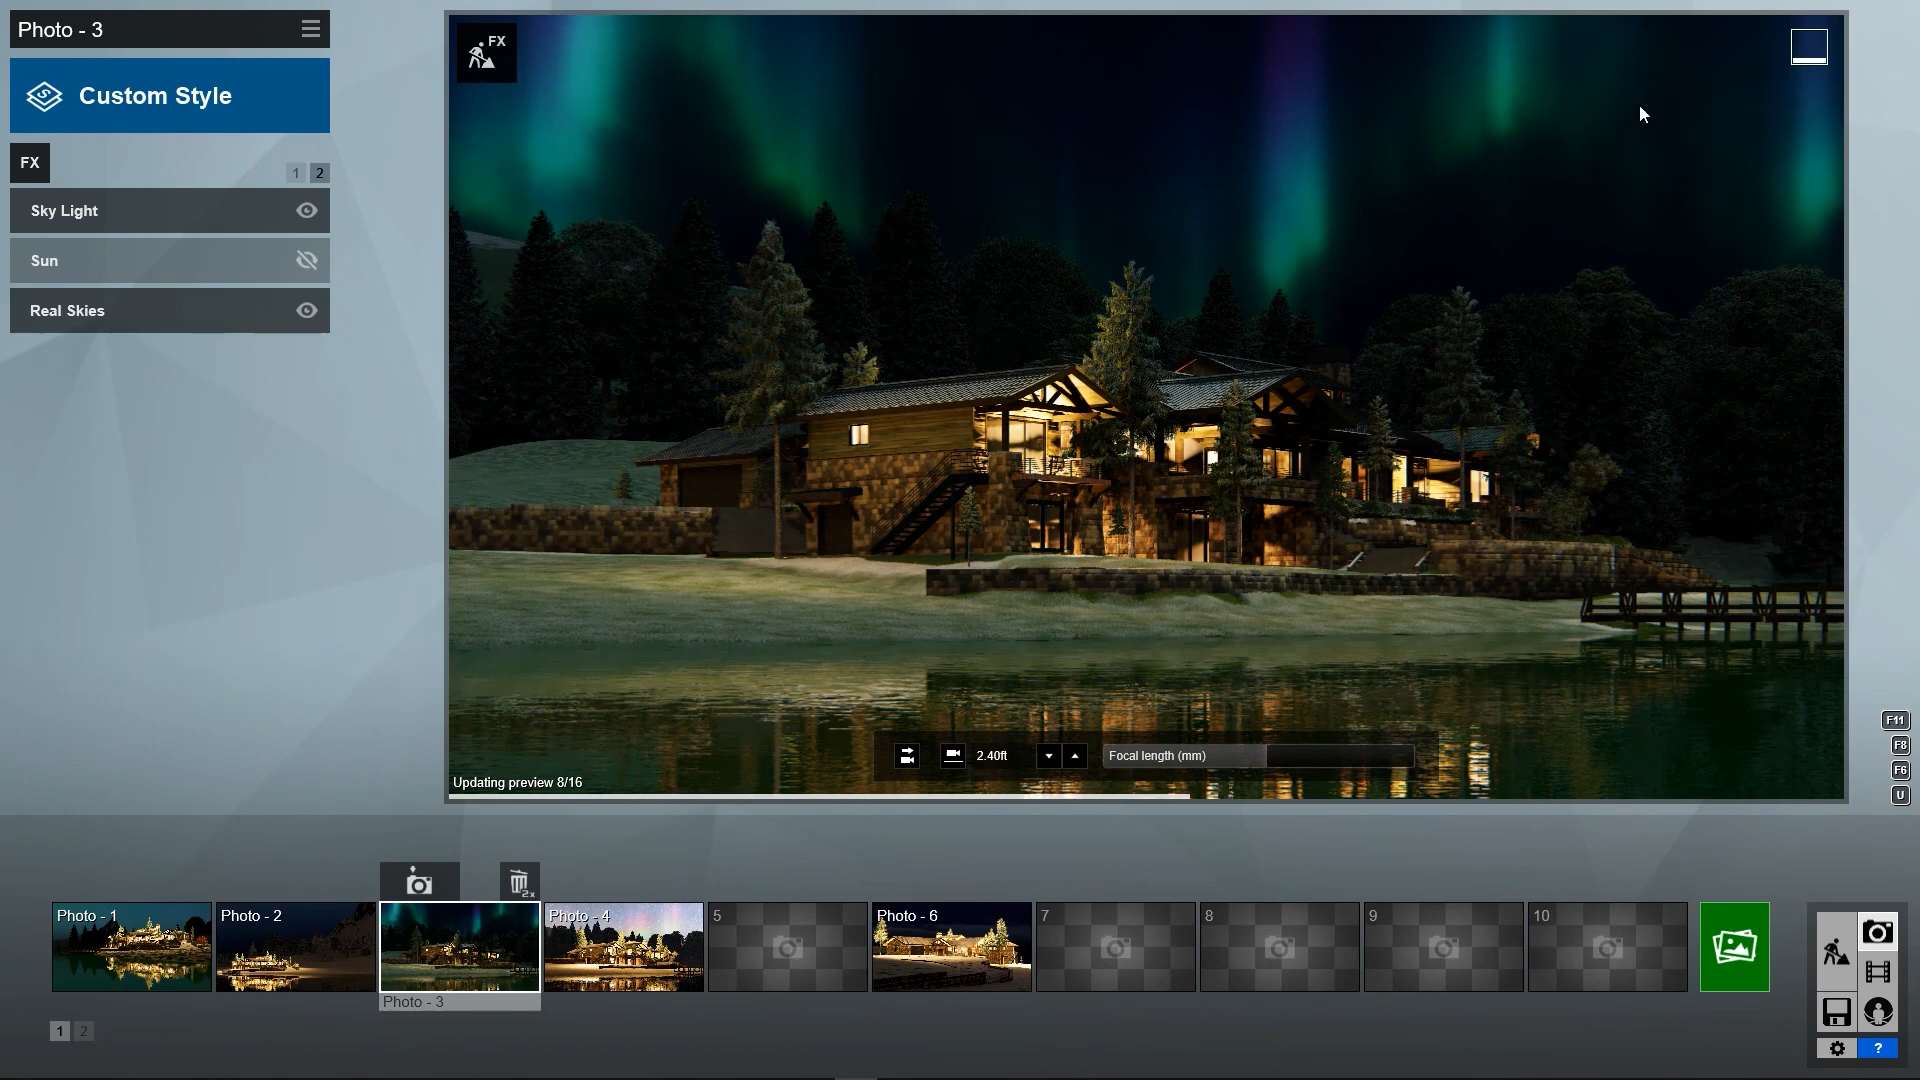 Photo - 3
Custom Style
FX
1 2
Sky Light
Sun
Real Skies
FX
2.40ft
Focal length (mm)
Updating preview 8/16
F11
F8
F6
U
2x
Photo - 1
Photo - 2
Photo - 4
5
Photo - 6
7
8
9
10
Photo - 3
1 2
?